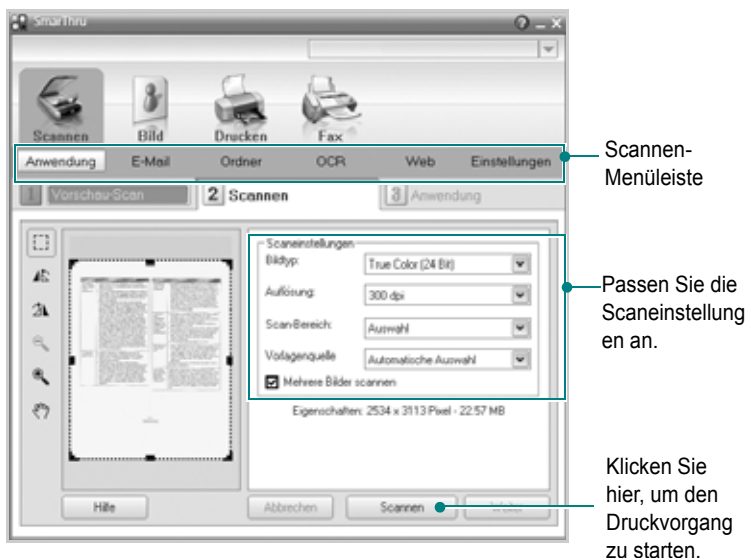 SmarThru
Scannen Bild Drucken Fax
Anwendung E-Mail Ordner OCR Web Einstellungen
Scannen-
Menüleiste
1 Vorschau-Scan 2 Scannen 3 Anwendung
Scaneinstellungen
Bildtyp: True Color (24 Bit)
Auflösung: 300 dpi
Scan-Bereich: Auswahl
Vorlagenquelle Automatische Auswahl
Mehrere Bilder scannen
Eigenschaften: 2534 x 3113 Pixel - 22.57 MB
Passen Sie die
Scaneinstellung
en an.
Hilfe Abbrechen Scannen Weiter
Klicken Sie
hier, um den
Druckvorgang
zu starten.